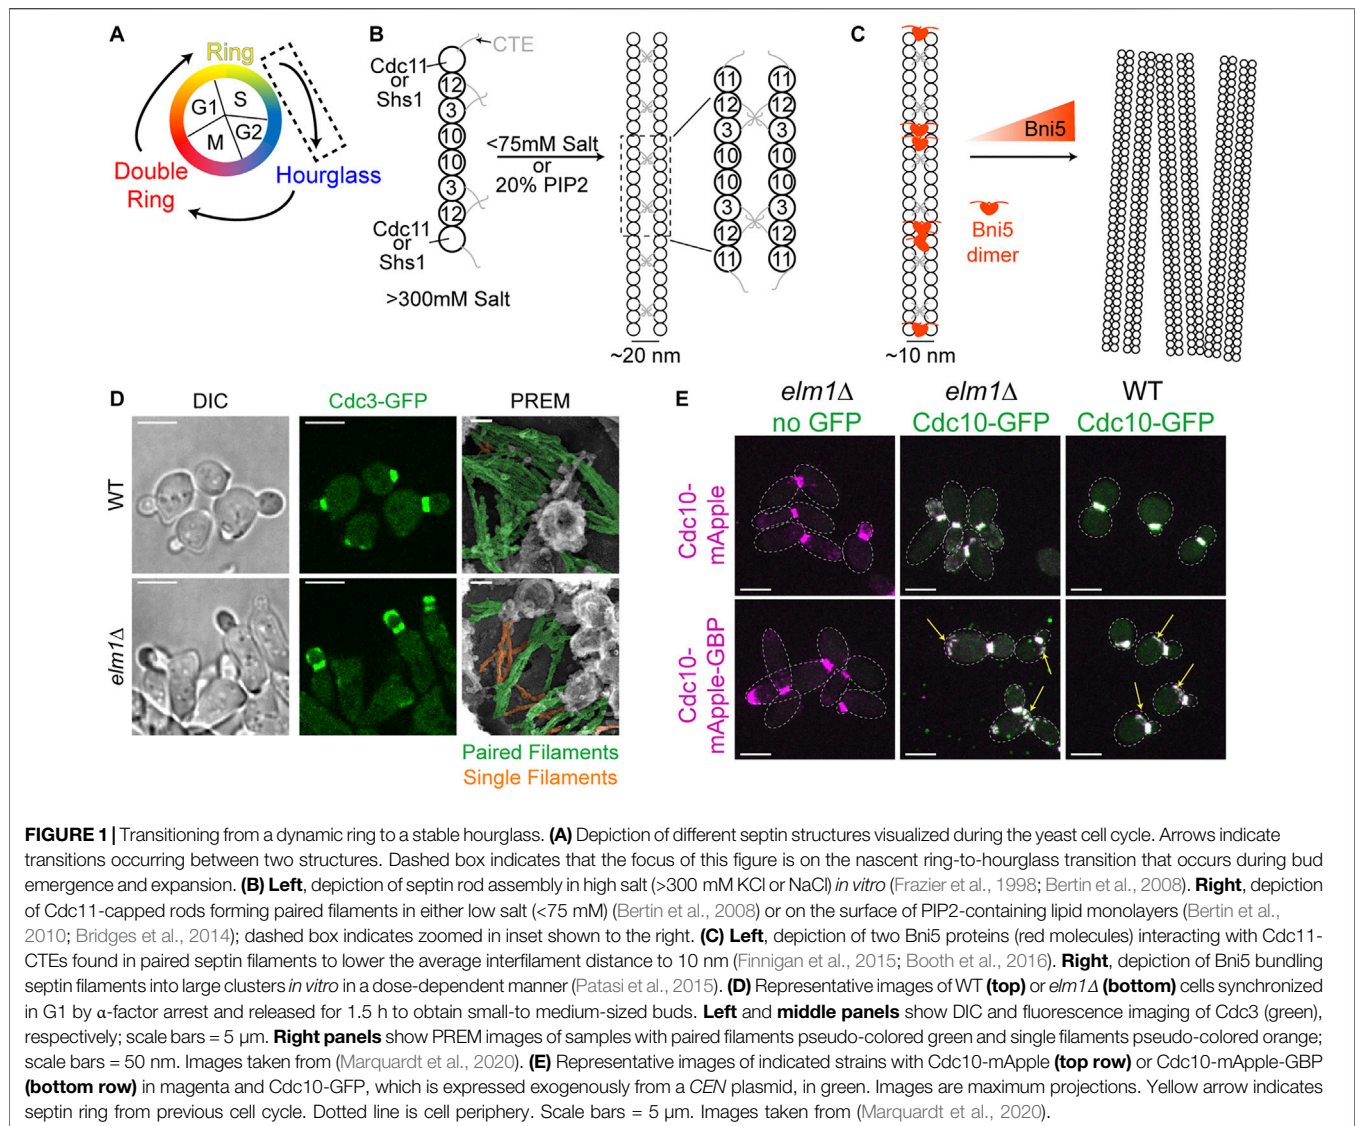 A
Ring
G1
S
G2
M
Double
Ring
Hourglass
B
CTE
Cdc11
or
Shs1
12
3
10
10
3
12
Cdc11
or
Shs1
>300mM Salt
<75mM Salt
or
20% PIP2
~20 nm
11
11
12
12
3
3
10
10
10
10
3
3
12
12
11
11
C
~10 nm
Bni5
Bni5
dimer
D
DIC
Cdc3-GFP
PREM
WT
elm1Δ
Paired Filaments
Single Filaments
E
elm1Δ
no GFP
elm1Δ
Cdc10-GFP
WT
Cdc10-GFP
Cdc10-
mApple
Cdc10-
mApple-GBP
FIGURE 1 | Transitioning from a dynamic ring to a stable hourglass. (A) Depiction of different septin structures visualized during the yeast cell cycle. Arrows indicate
transitions occurring between two structures. Dashed box indicates that the focus of this figure is on the nascent ring-to-hourglass transition that occurs during bud
emergence and expansion. (B) Left, depiction of septin rod assembly in high salt (>300 mM KCl or NaCl) in vitro (Frazier et al., 1998; Bertin et al., 2008). Right, depiction
of Cdc11-capped rods forming paired filaments in either low salt (<75 mM) (Bertin et al., 2008) or on the surface of PIP2-containing lipid monolayers (Bertin et al.,
2010; Bridges et al., 2014); dashed box indicates zoomed in inset shown to the right. (C) Left, depiction of two Bni5 proteins (red molecules) interacting with Cdc11-
CTEs found in paired septin filaments to lower the average interfilament distance to 10 nm (Finnigan et al., 2015; Booth et al., 2016). Right, depiction of Bni5 bundling
septin filaments into large clusters in vitro in a dose-dependent manner (Patasi et al., 2015). (D) Representative images of WT (top) or elm1Δ (bottom) cells synchronized
in G1 by α-factor arrest and released for 1.5 h to obtain small-to medium-sized buds. Left and middle panels show DIC and fluorescence imaging of Cdc3 (green),
respectively; scale bars = 5 µm. Right panels show PREM images of samples with paired filaments pseudo-colored green and single filaments pseudo-colored orange;
scale bars = 50 nm. Images taken from (Marquardt et al., 2020). (E) Representative images of indicated strains with Cdc10-mApple (top row) or Cdc10-mApple-GBP
(bottom row) in magenta and Cdc10-GFP, which is expressed exogenously from a CEN plasmid, in green. Images are maximum projections. Yellow arrow indicates
septin ring from previous cell cycle. Dotted line is cell periphery. Scale bars = 5 µm. Images taken from (Marquardt et al., 2020).